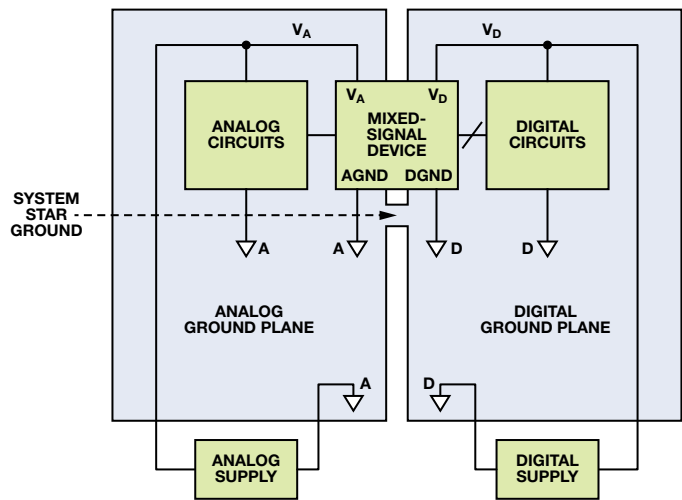 VA
VD
VA
VD
ANALOG
CIRCUITS
MIXED-
SIGNAL
DEVICE
DIGITAL
CIRCUITS
AGND
DGND
SYSTEM
STAR
GROUND
A
A
D
D
ANALOG
GROUND PLANE
DIGITAL
GROUND PLANE
A
D
ANALOG
SUPPLY
DIGITAL
SUPPLY